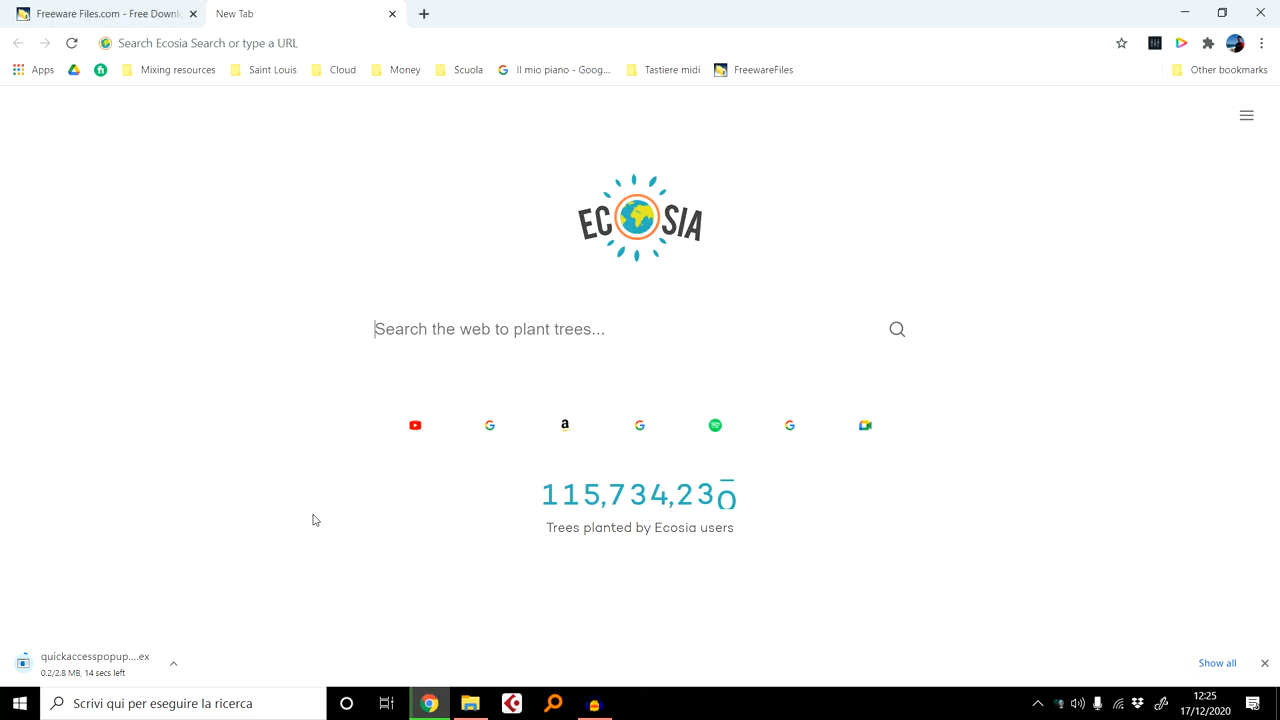 Freeware Files.com - Free Downl
New Tab
Search Ecosia Search or type a URL
Apps
Mixing resources
Saint Louis
Cloud
Money
Scuola
Il mio piano - Goog...
Tastiere midi
FreewareFiles
Other bookmarks
ECOSIA
Search the web to plant trees...
115,734,230
Trees planted by Ecosia users
quickaccesspopup....ex
0.2/2.8 MB, 14 secs left
Show all
Scrivi qui per eseguire la ricerca
12:25
17/12/2020